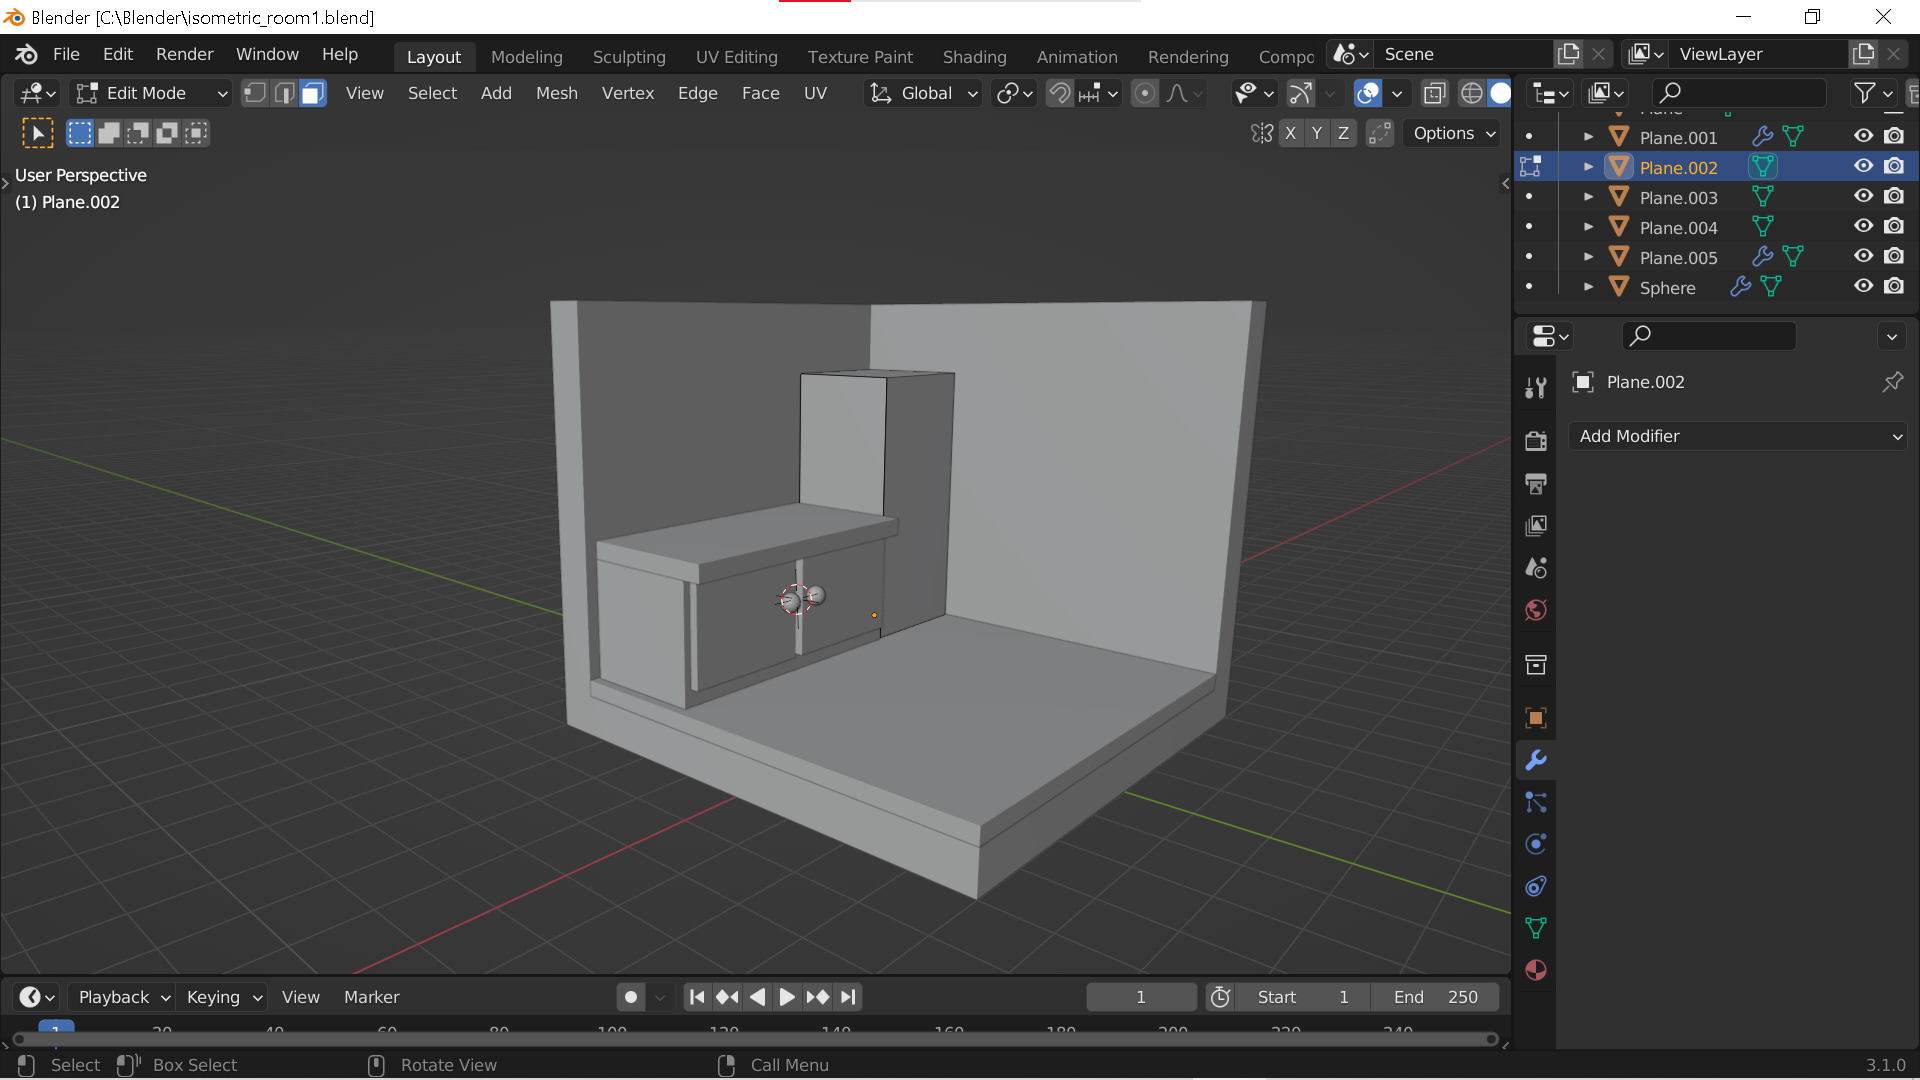 Blender [C:\Blender\isometric_room1.blend]
File Edit Render Window Help Layout Modeling Sculpting UV Editing Texture Paint Shading Animation Rendering Compo Scene ViewLayer
Edit Mode View Select Add Mesh Vertex Edge Face UV Global
X Y Z Options
User Perspective
(1) Plane.002
Plane
Plane.001
Plane.002
Plane.003
Plane.004
Plane.005
Sphere
Plane.002
Add Modifier
Playback Keying View Marker 1 Start 1 End 250
1 20 40 60 80 100 120 140 160 180 200 220 240
Select Box Select Rotate View Call Menu 3.1.0